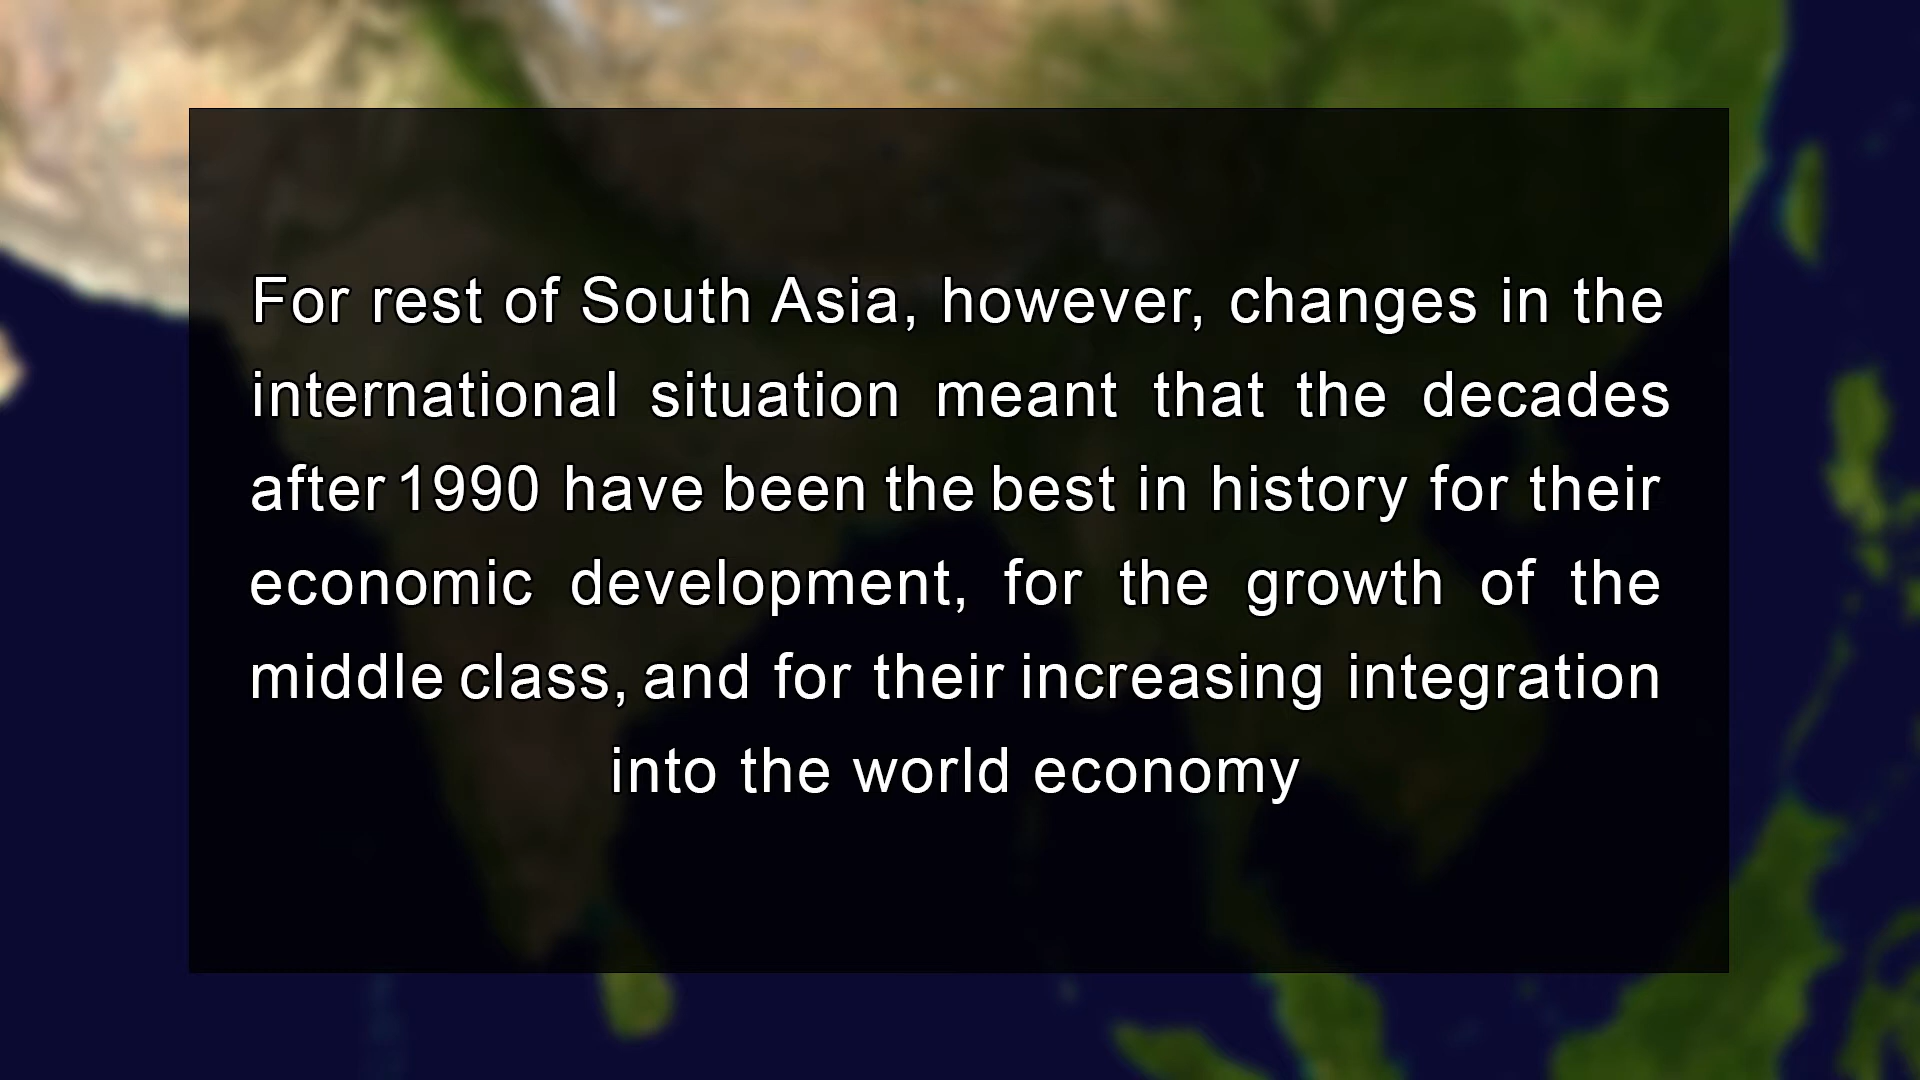 For rest of South Asia, however, changes in the
international situation meant that the decades
after 1990 have been the best in history for their
economic development, for the growth of the
middle class, and for their increasing integration
into the world economy